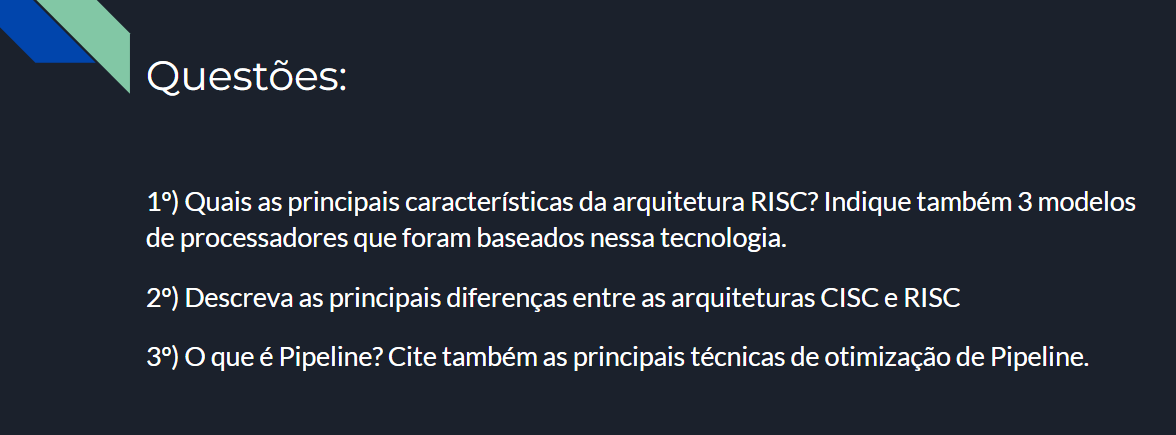 Questões:
1º) Quais as principais características da arquitetura RISC? Indique também 3 modelos
de processadores que foram baseados nessa tecnologia.
2º) Descreva as principais diferenças entre as arquiteturas CISC e RISC
3º) O que é Pipeline? Cite também as principais técnicas de otimização de Pipeline.